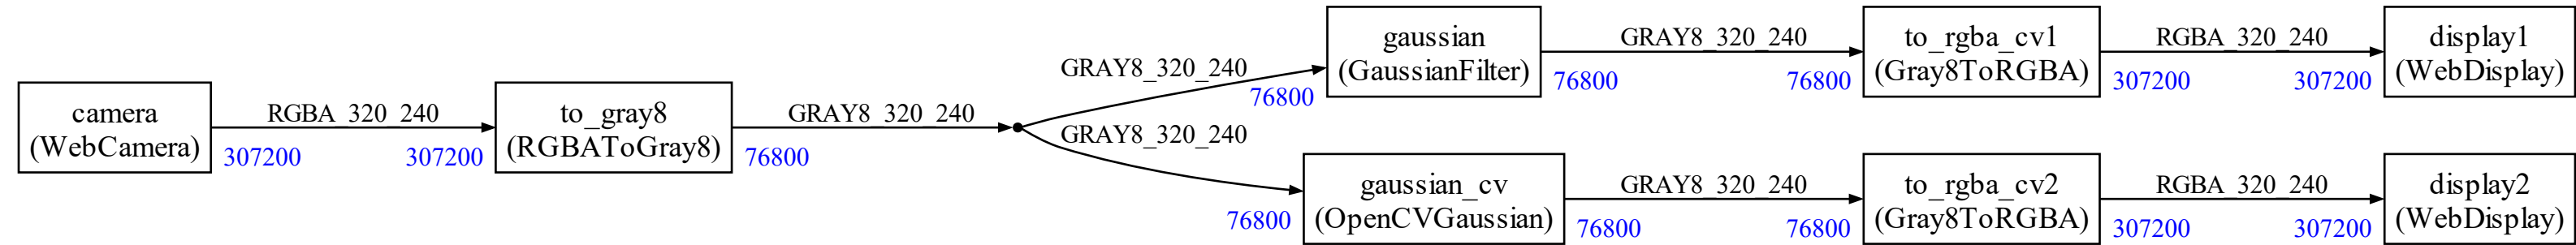 camera
(WebCamera)
RGBA_320_240
307200
307200
to_gray8
(RGBAToGray8)
GRAY8_320_240
76800
GRAY8_320_240
76800
gaussian
(GaussianFilter)
GRAY8_320_240
76800
76800
to_rgba_cv1
(Gray8ToRGBA)
RGBA_320_240
307200
307200
display1
(WebDisplay)
GRAY8_320_240
76800
gaussian_cv
(OpenCVGaussian)
GRAY8_320_240
76800
76800
to_rgba_cv2
(Gray8ToRGBA)
RGBA_320_240
307200
307200
display2
(WebDisplay)